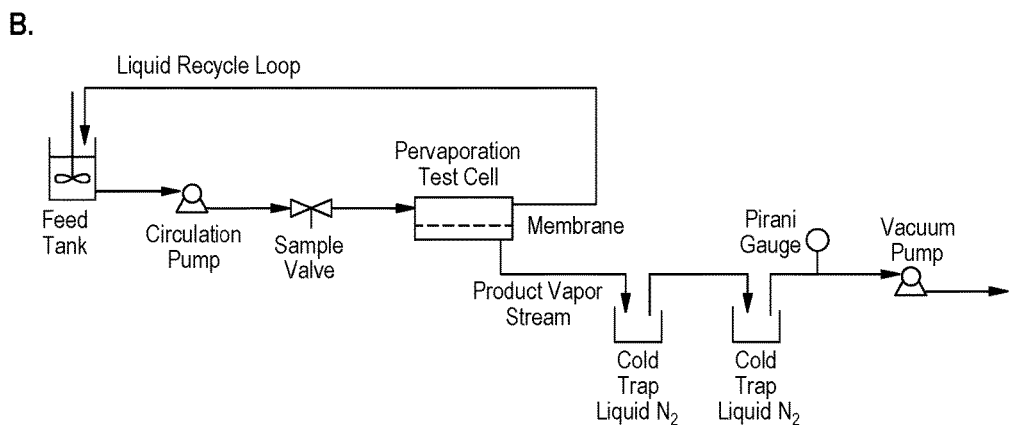 B.
Liquid Recycle Loop
Pervaporation
Test Cell
Feed
Tank
Circulation
Pump
Sample
Valve
Membrane
Product Vapor
Stream
Pirani
Gauge
Vacuum
Pump
Cold
Trap
Liquid N₂
Cold
Trap
Liquid N₂